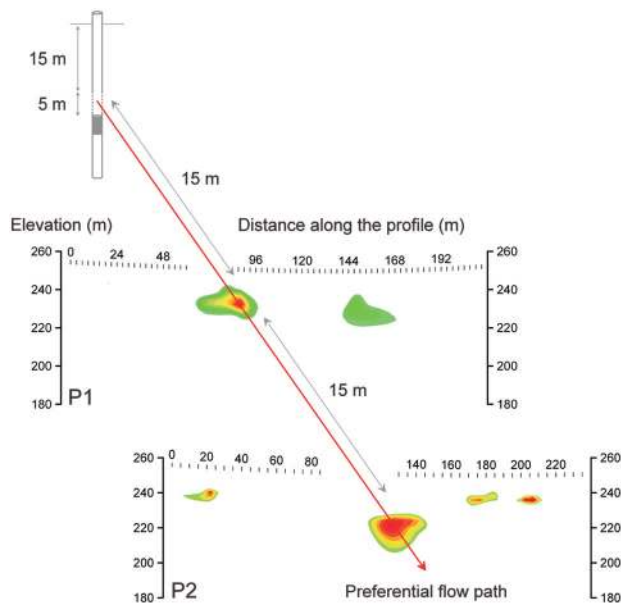 15 m
5 m
15 m
Elevation (m) Distance along the profile (m)
260 0 24 48 96 120 144 168 192 260
240 240
220 220
200 200
180 P1 180
15 m
260 0 20 40 60 80 140 160 180 200 220 260
240 240
220 220
200 200
180 P2 Preferential flow path 180